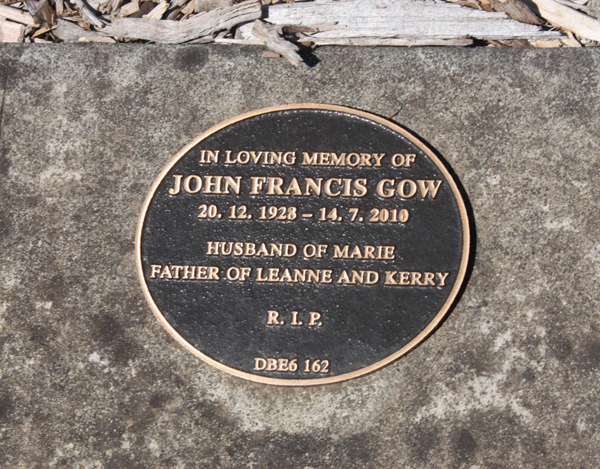 IN LOVING MEMORY OF
JOHN FRANCIS GOW
20. 12. 1928 – 14. 7. 2010
HUSBAND OF MARIE
FATHER OF LEANNE AND KERRY
R. I. P.
DBE6 162